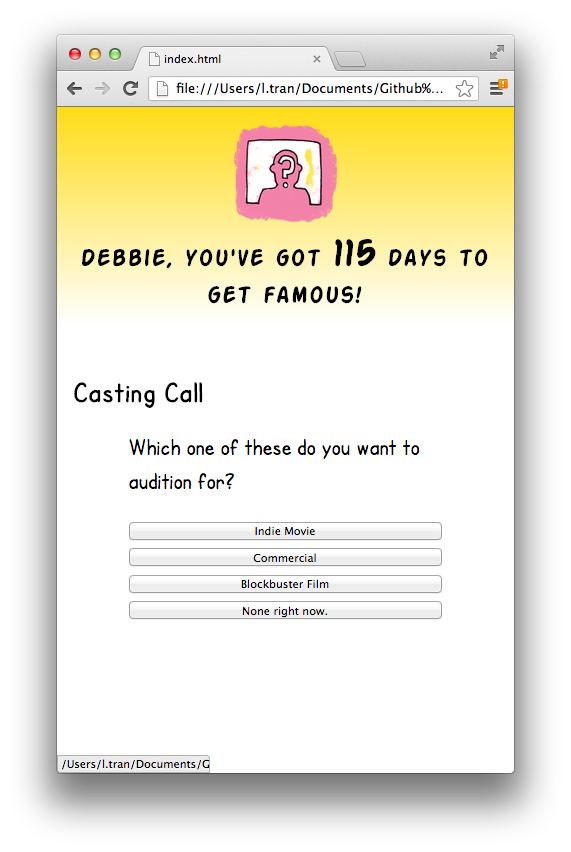 index.html
file:///Users/l.tran/Documents/Github%...
?
DEBBIE, YOU'VE GOT 115 DAYS TO
GET FAMOUS!
Casting Call
Which one of these do you want to
audition for?
Indie Movie
Commercial
Blockbuster Film
None right now.
/Users/l.tran/Documents/G